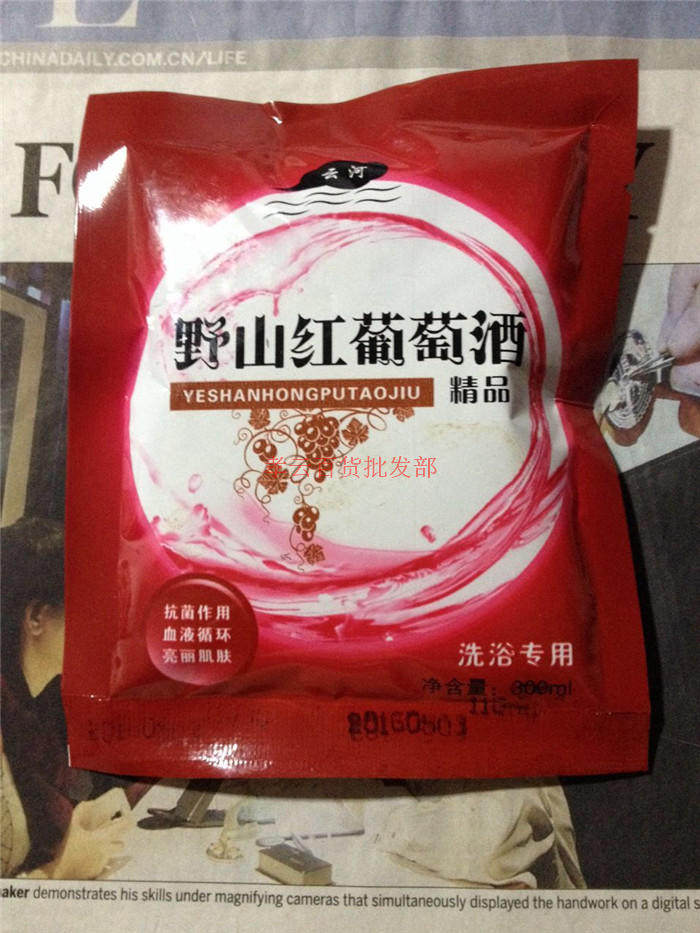 CHINADAILY.COM.CN/LIFE
云河
野山红葡萄酒
YESHANHONGPUTAOJIU
精品
百货批发部
抗菌作用
血液循环
亮丽肌肤
洗浴专用
净含量：300ml
aker demonstrates his skills under magnifying cameras that simultaneously displayed the handwork on a digital s